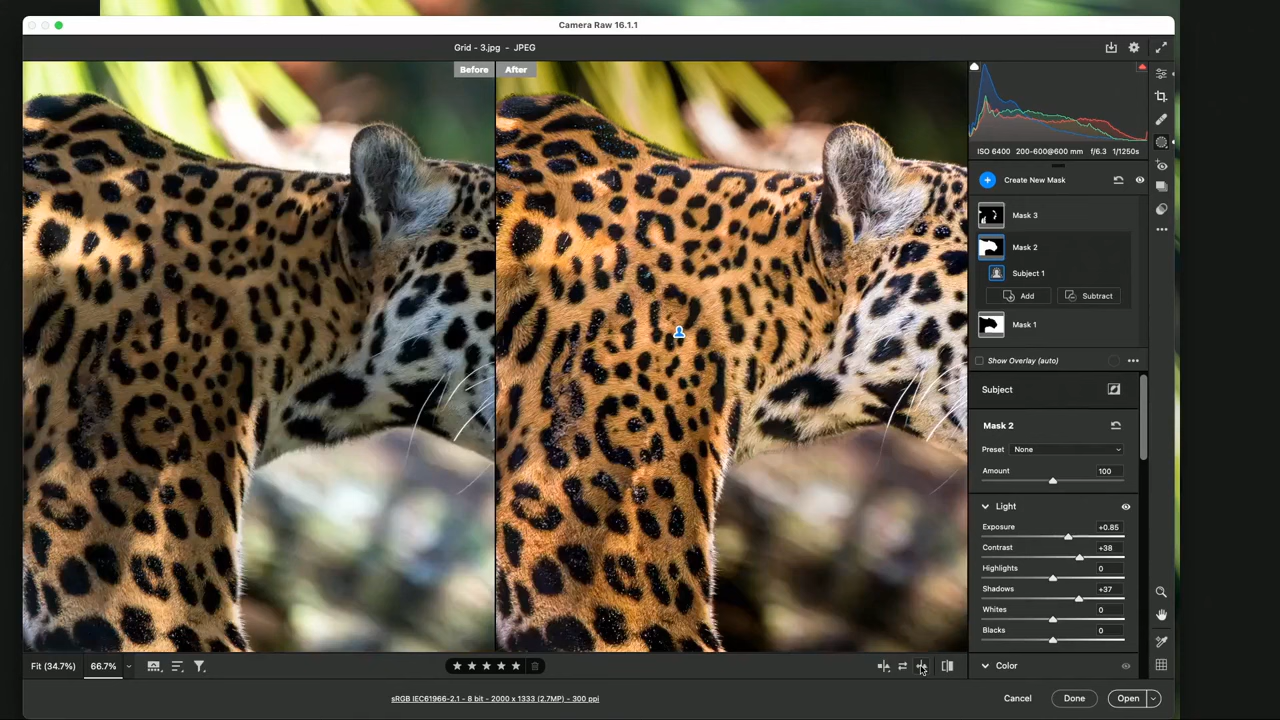 Camera Raw 16.1.1
Grid - 3.jpg  -  JPEG
Before
After
ISO 6400 200-600@600 mm f/6.3 1/1250s
Create New Mask
Mask 3
Mask 2
Subject 1
Add Subtract
Mask 1
Show Overlay (auto)
Subject
Mask 2
Preset None
Amount 100
Light
Exposure +0.85
Contrast +38
Highlights 0
Shadows +37
Whites 0
Blacks 0
Color
Fit (34.7%) 66.7%
sRGB IEC61966-2.1 - 8 bit - 2000 x 1333 (2.7MP) - 300 ppi
Cancel Done Open